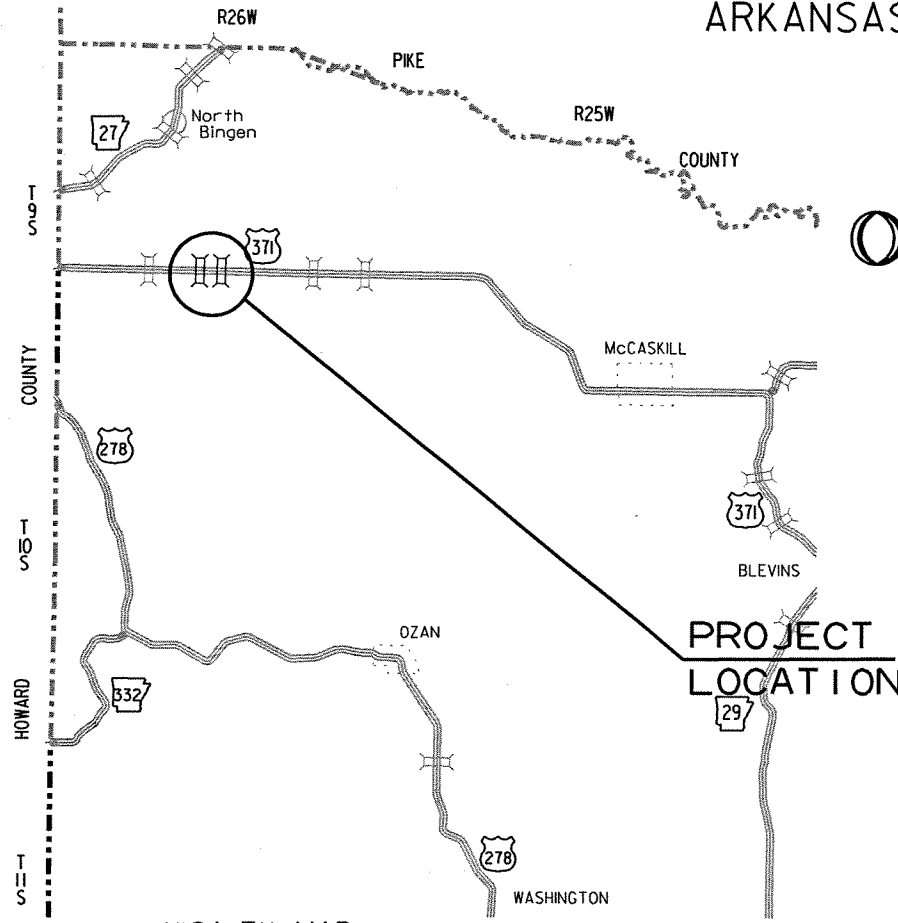 ARKANSAS
R26W
PIKE
North
Bingen
27
R25W
COUNTY
T
9
S
371
McCASKILL
COUNTY
278
371
T
10
S
BLEVINS
OZAN
PROJECT
LOCATION
332
29
HOWARD
278
T
11
S
WASHINGTON